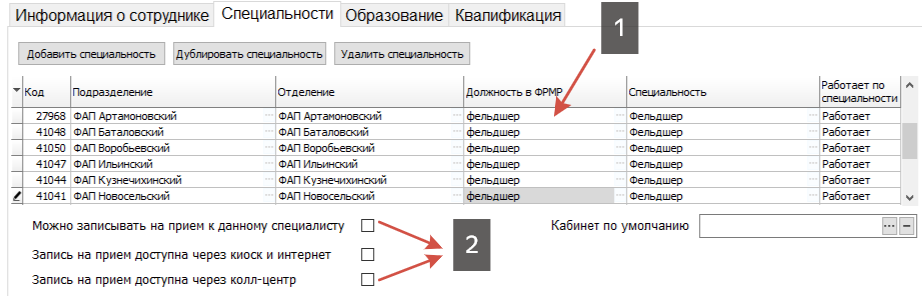 Информация о сотруднике Специальности Образование Квалификация
1
Добавить специальность Дублировать специальность Удалить специальность
Код Подразделение Отделение Должность в ФРМР Специальность Работает по специальности
27968 ФАП Артамоновский ФАП Артамоновский фельдшер Фельдшер Работает
41048 ФАП Баталовский ФАП Баталовский фельдшер Фельдшер Работает
41050 ФАП Воробьевский ФАП Воробьевский фельдшер Фельдшер Работает
41047 ФАП Ильинский ФАП Ильинский фельдшер Фельдшер Работает
41044 ФАП Кузнечихинский ФАП Кузнечихинский фельдшер Фельдшер Работает
41041 ФАП Новосельский ФАП Новосельский фельдшер Фельдшер Работает
Можно записывать на прием к данному специалисту Кабинет по умолчанию
2
Запись на прием доступна через киоск и интернет
Запись на прием доступна через колл-центр